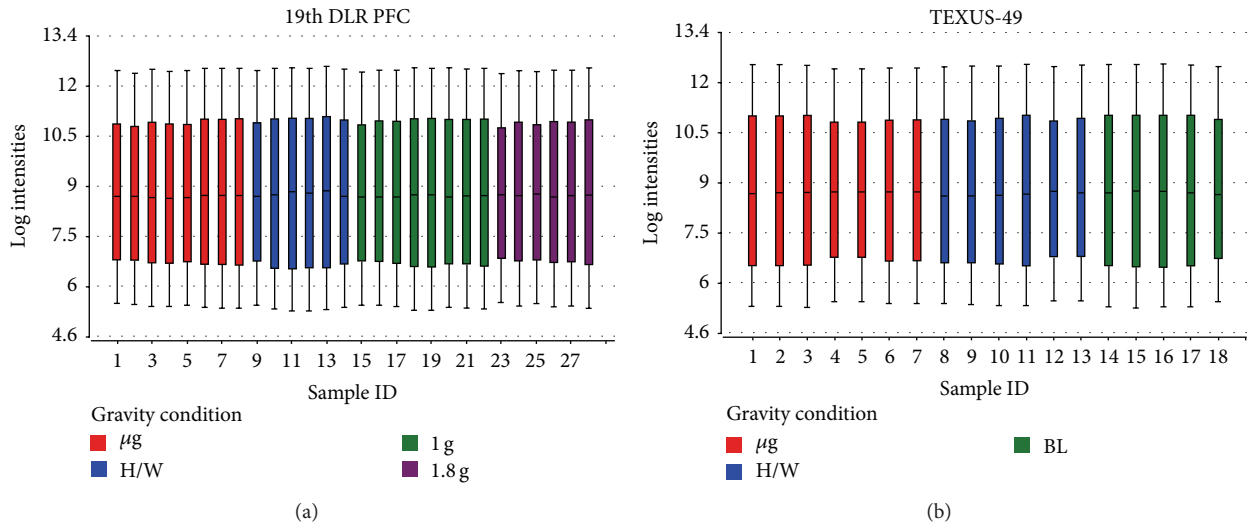 19th DLR PFC
Log intensities
13.4
12
10.5
9
7.5
6
4.6
1 3 5 7 9 11 13 15 17 19 21 23 25 27
Sample ID
Gravity condition
μg
H/W
1 g
1.8 g
(a)
TEXUS-49
Log intensities
13.4
12
10.5
9
7.5
6
4.6
1 2 3 4 5 6 7 8 9 10 11 12 13 14 15 16 17 18
Sample ID
Gravity condition
μg
H/W
BL
(b)